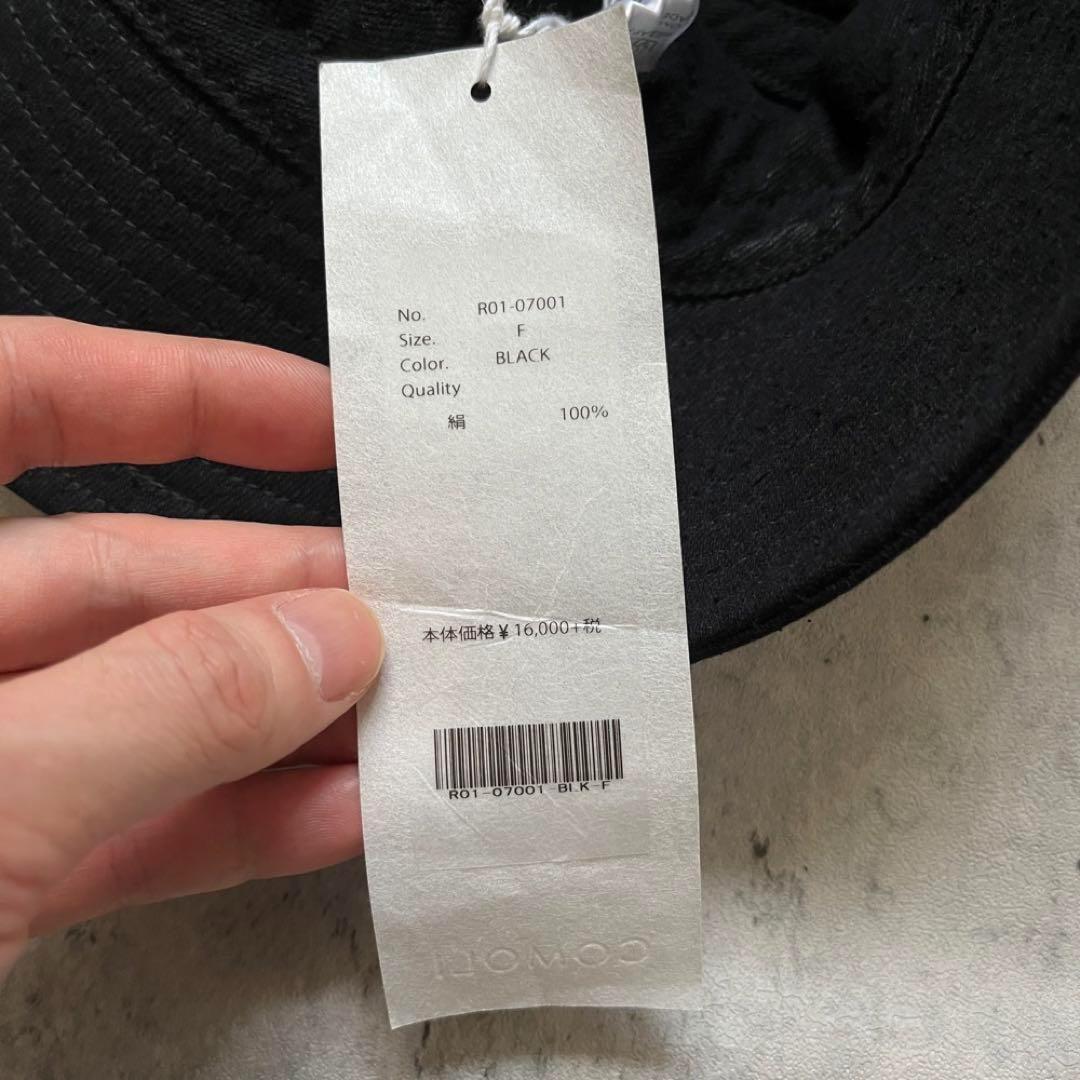 No. R01-07001
Size. F
Color. BLACK
Quality
絹 100%
本体価格¥16,000+税
R01-07001 BLK-F
COMOLI